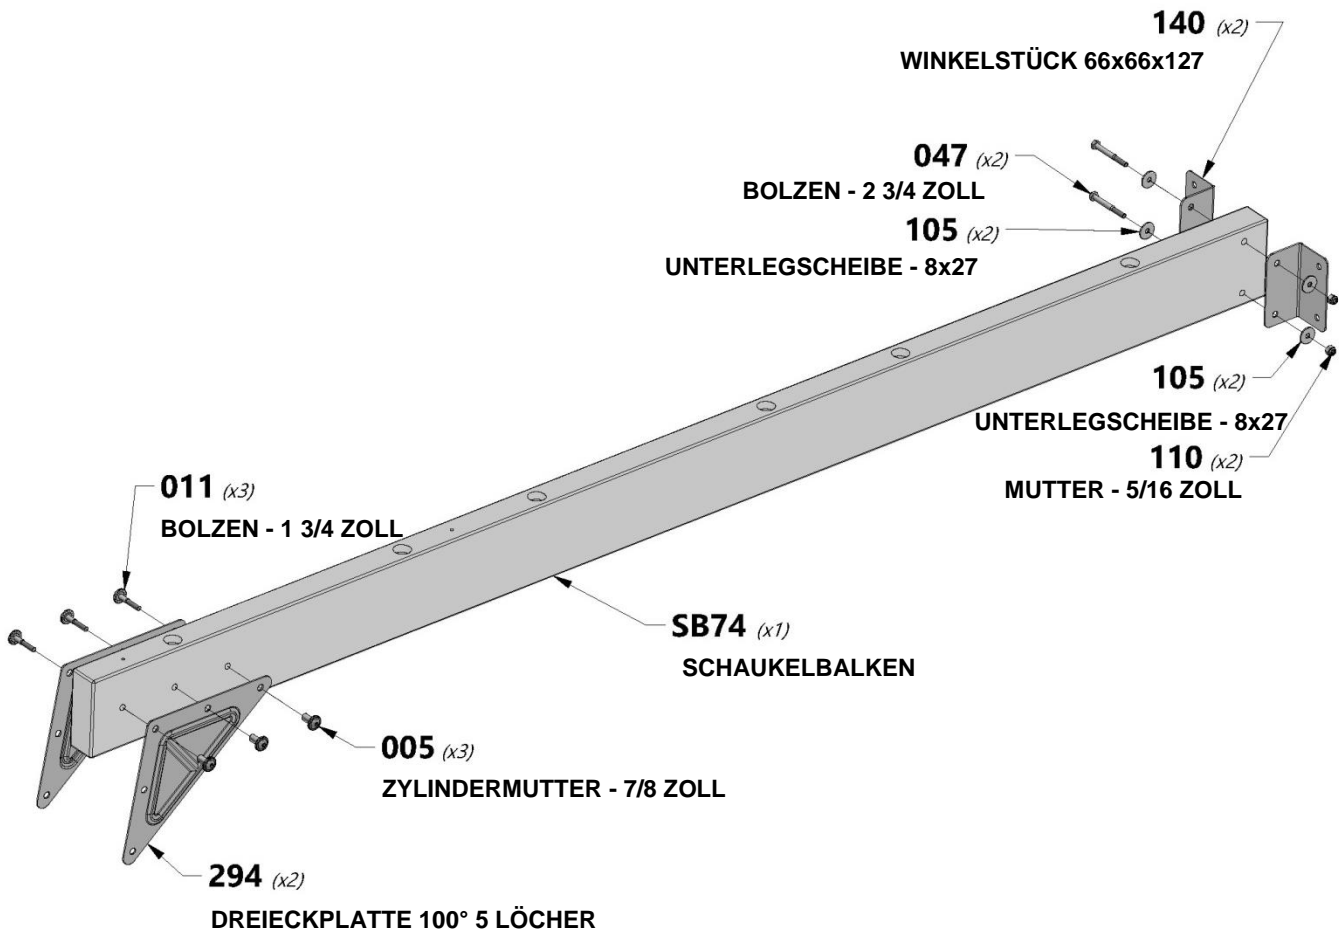 140 (x2)
WINKELSTÜCK 66x66x127
047 (x2)
BOLZEN - 2 3/4 ZOLL
105 (x2)
UNTERLEGSCHEIBE - 8x27
105 (x2)
UNTERLEGSCHEIBE - 8x27
110 (x2)
MUTTER - 5/16 ZOLL
011 (x3)
BOLZEN - 1 3/4 ZOLL
SB74 (x1)
SCHAUKELBALKEN
005 (x3)
ZYLINDERMUTTER - 7/8 ZOLL
294 (x2)
DREIECKPLATTE 100° 5 LÖCHER